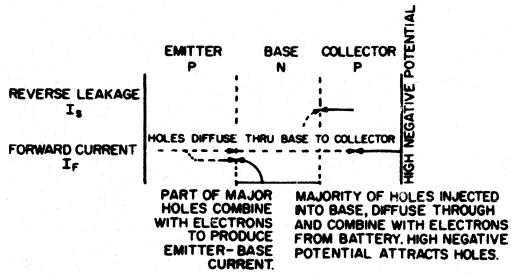 EMITTER BASE COLLECTOR
P N P
HIGH NEGATIVE POTENTIAL
REVERSE LEAKAGE
Is
HOLES DIFFUSE THRU BASE TO COLLECTOR
FORWARD CURRENT
IF
PART OF MAJOR
HOLES COMBINE
WITH ELECTRONS
TO PRODUCE
EMITTER-BASE
CURRENT.
MAJORITY OF HOLES INJECTED
INTO BASE, DIFFUSE THROUGH
AND COMBINE WITH ELECTRONS
FROM BATTERY. HIGH NEGATIVE
POTENTIAL ATTRACTS HOLES.